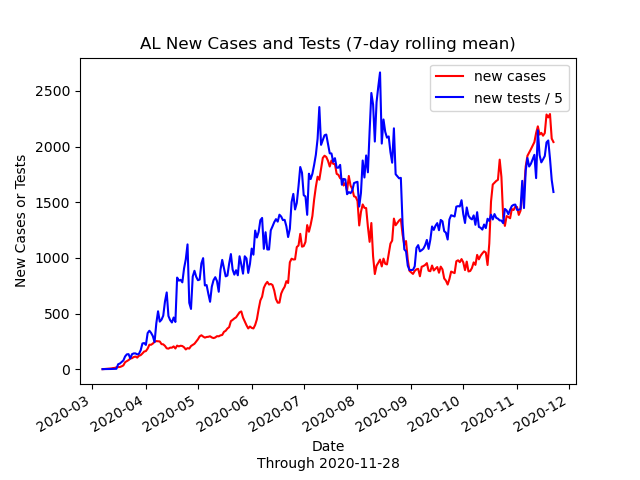 AL New Cases and Tests (7-day rolling mean)
new cases
new tests / 5
New Cases or Tests
2500
2000
1500
1000
500
0
2020-03
2020-04
2020-05
2020-06
2020-07
2020-08
2020-09
2020-10
2020-11
2020-12
Date
Through 2020-11-28